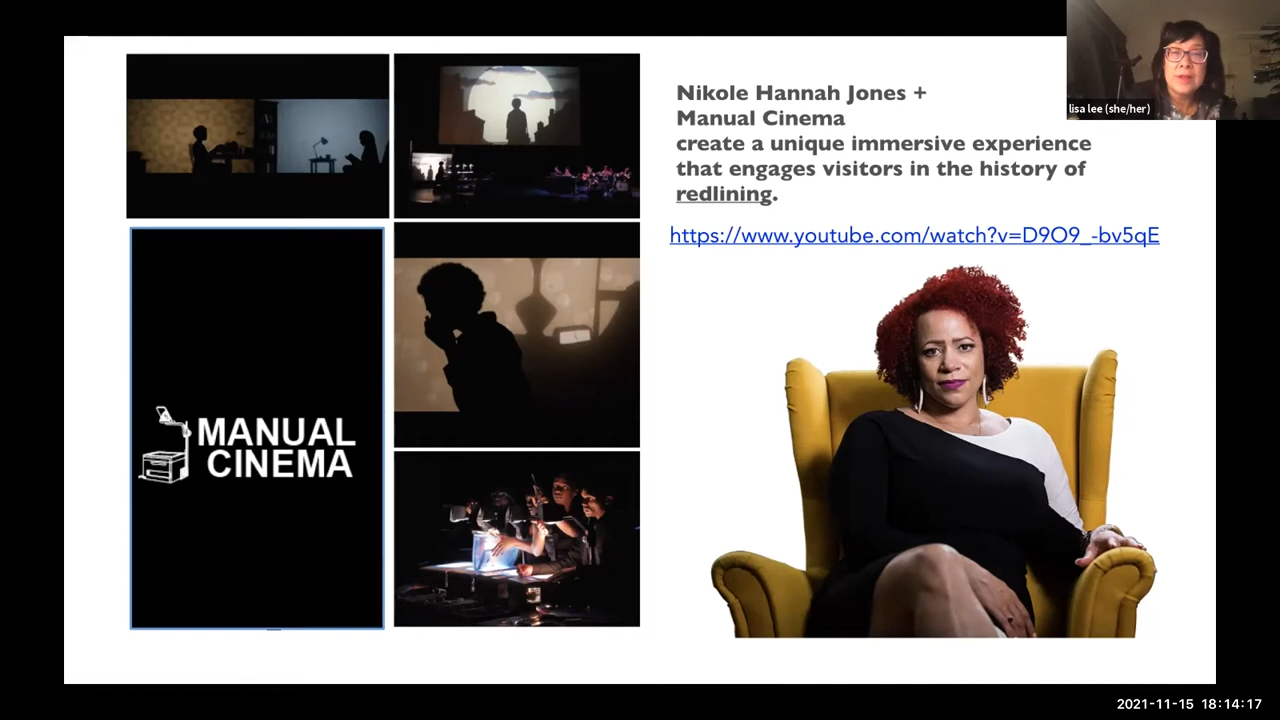 Nikole Hannah Jones +
Manual Cinema
create a unique immersive experience
that engages visitors in the history of
redlining.
https://www.youtube.com/watch?v=D9O9_-bv5qE
MANUAL
CINEMA
lisa lee (she/her)
2021-11-15 18:14:17